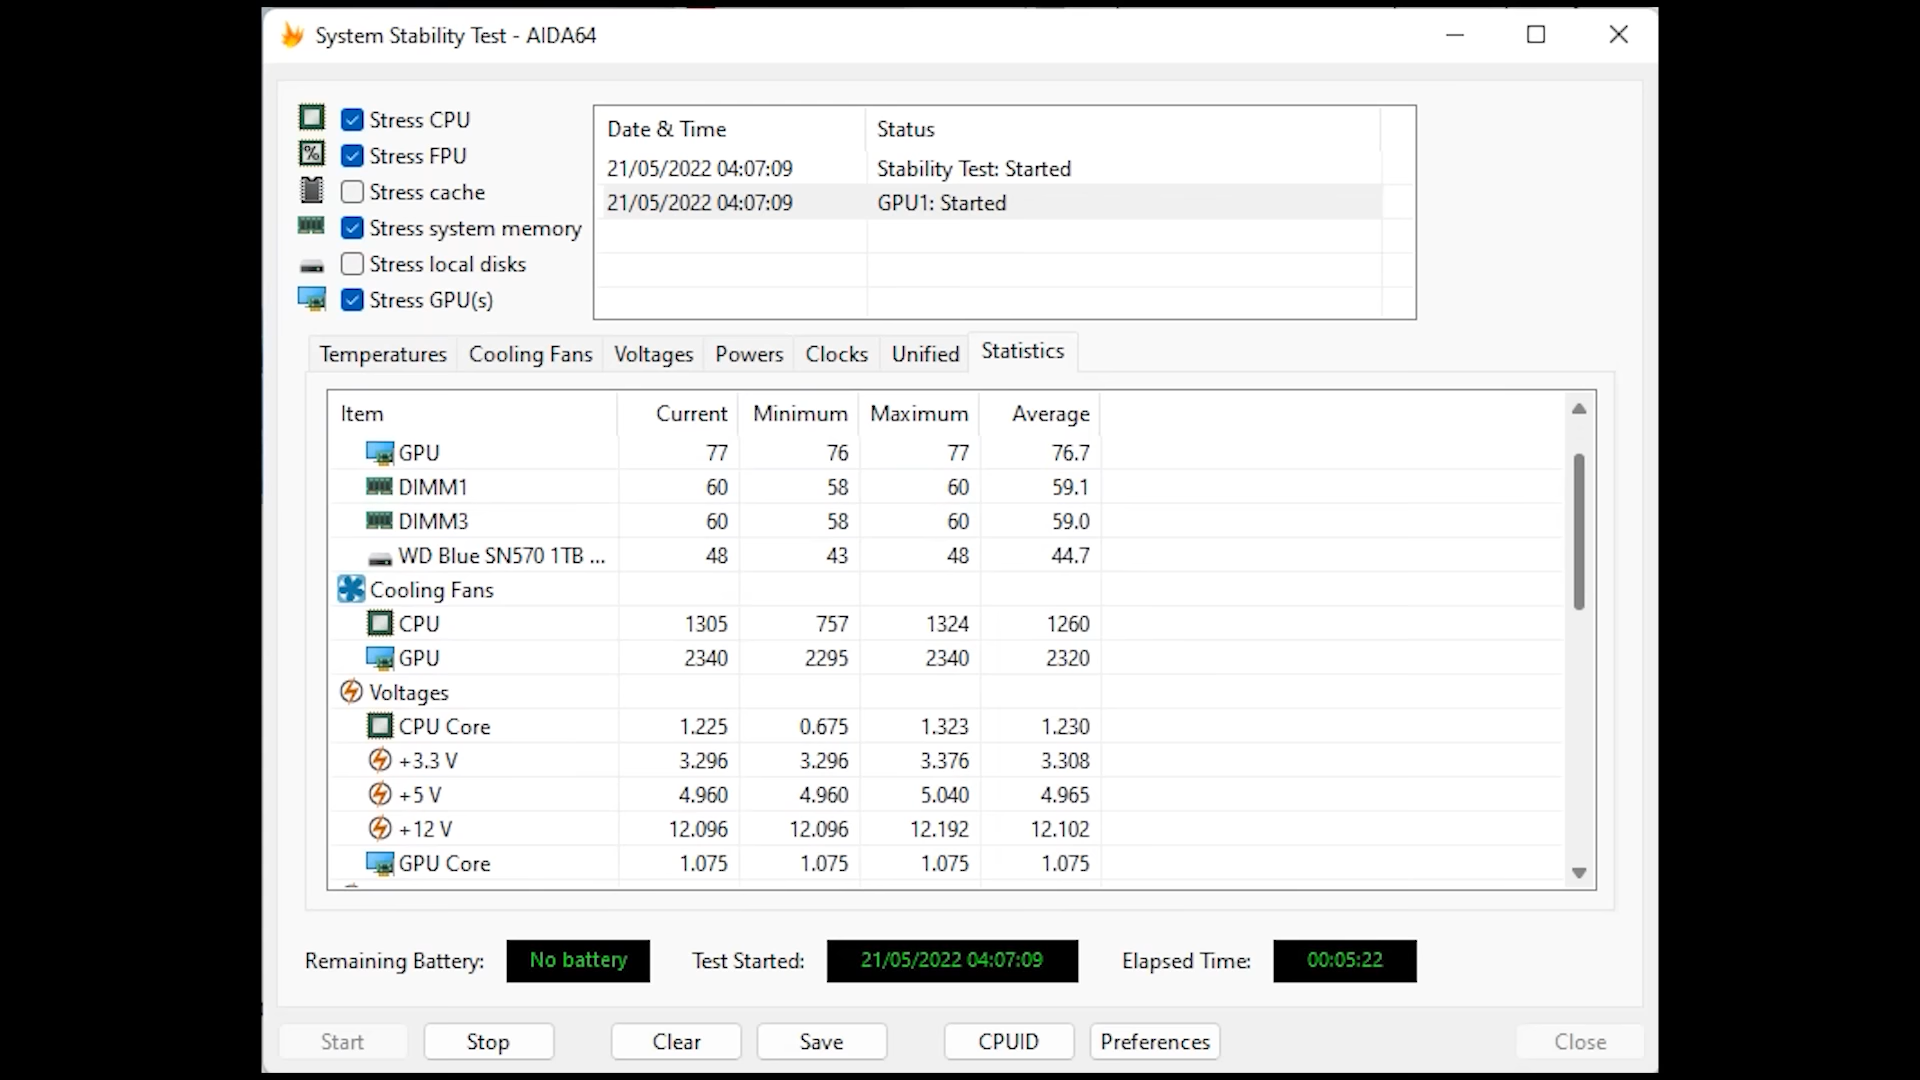 System Stability Test - AIDA64
Stress CPU
Stress FPU
Stress cache
Stress system memory
Stress local disks
Stress GPU(s)
Date & Time Status
21/05/2022 04:07:09 Stability Test: Started
21/05/2022 04:07:09 GPU1: Started
Temperatures Cooling Fans Voltages Powers Clocks Unified Statistics
Item Current Minimum Maximum Average
GPU 77 76 77 76.7
DIMM1 60 58 60 59.1
DIMM3 60 58 60 59.0
WD Blue SN570 1TB ... 48 43 48 44.7
Cooling Fans
CPU 1305 757 1324 1260
GPU 2340 2295 2340 2320
Voltages
CPU Core 1.225 0.675 1.323 1.230
+3.3 V 3.296 3.296 3.376 3.308
+5 V 4.960 4.960 5.040 4.965
+12 V 12.096 12.096 12.192 12.102
GPU Core 1.075 1.075 1.075 1.075
Remaining Battery: No battery Test Started: 21/05/2022 04:07:09 Elapsed Time: 00:05:22
Start Stop Clear Save CPUID Preferences Close